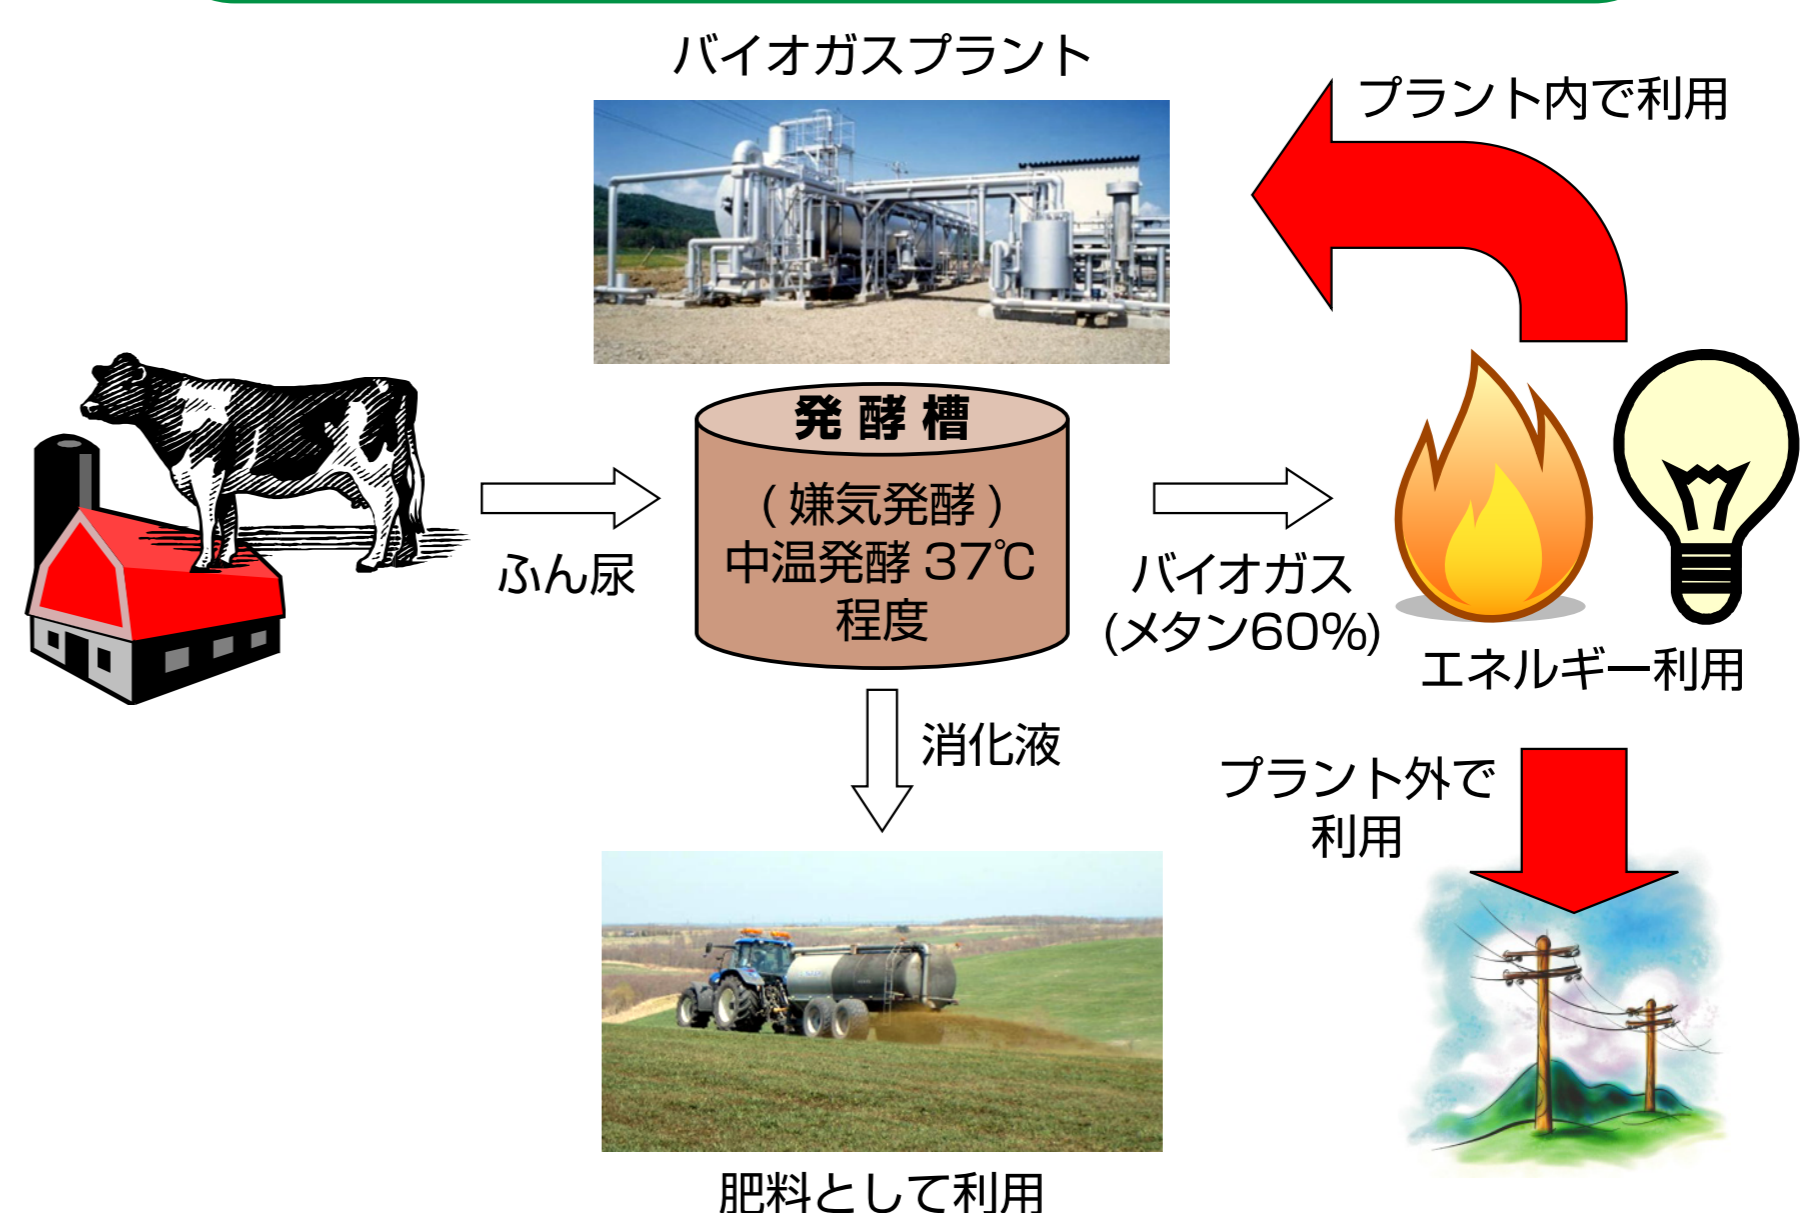 バイオガスプラント
プラント内で利用
発酵槽
(嫌気発酵)
中温発酵 37℃
程度
ふん尿
バイオガス
(メタン60%)
エネルギー利用
消化液
プラント外で
利用
肥料として利用